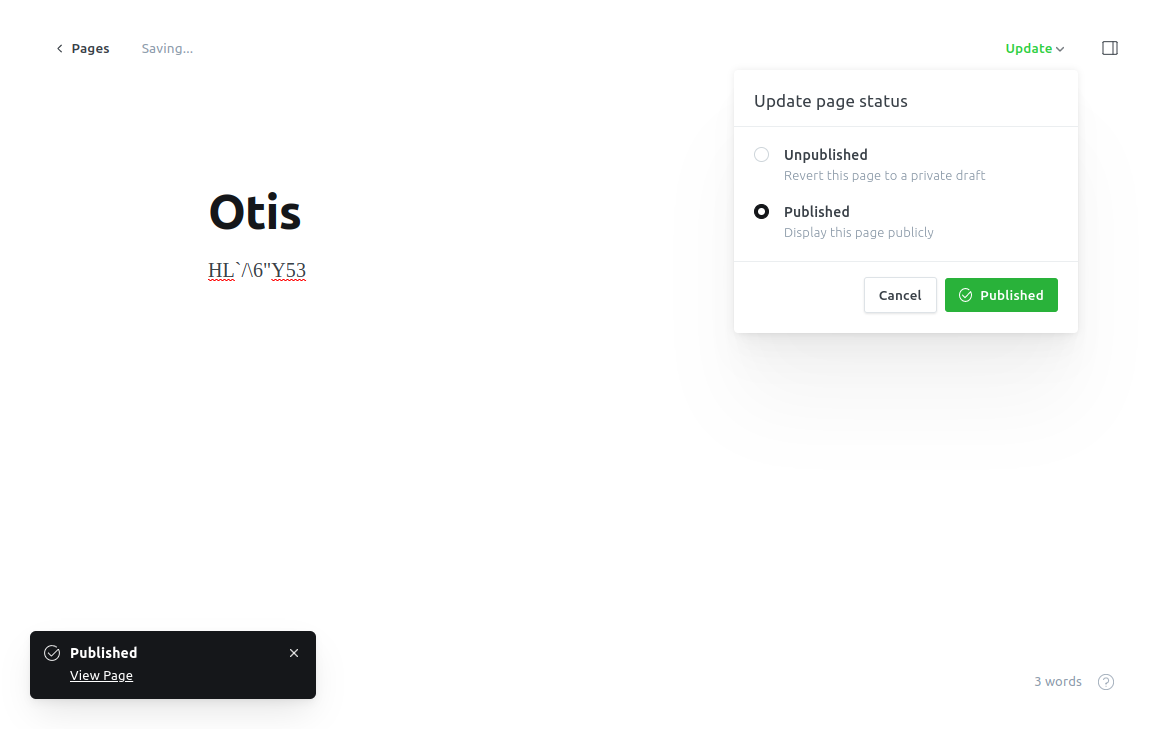 Pages
Saving...
Update
Update page status
Unpublished
Revert this page to a private draft
Published
Display this page publicly
Cancel
Published
Otis
HL`/\6"Y53
Published
View Page
3 words